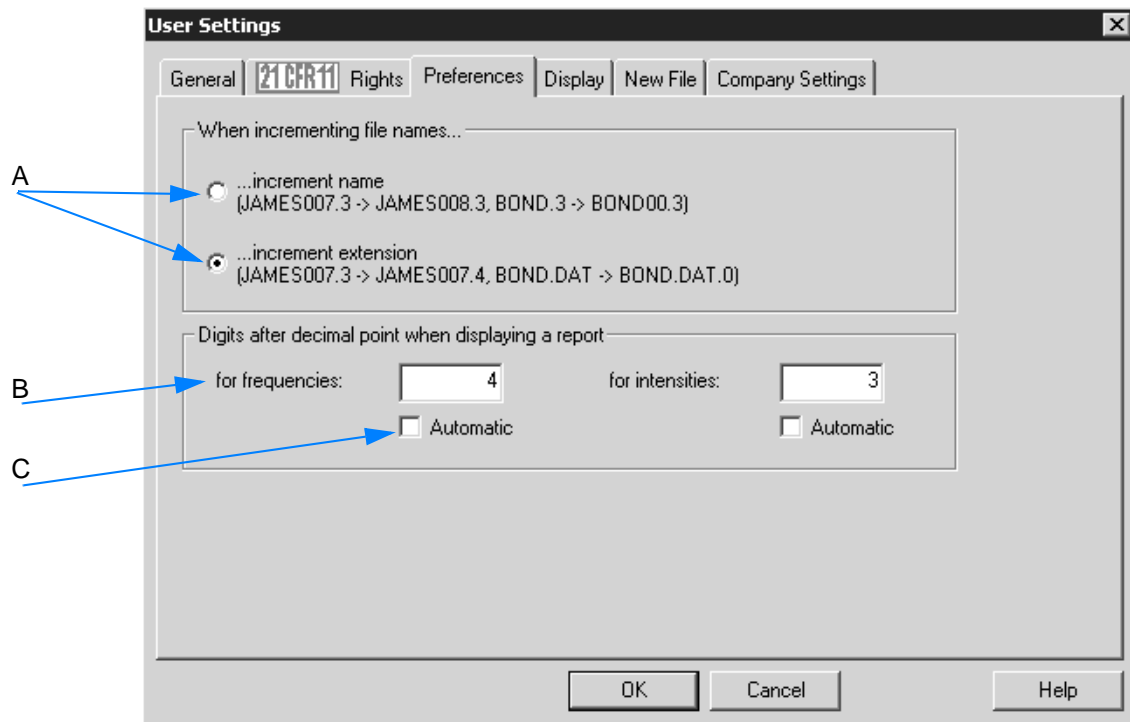 User Settings
General 21 CFR11 Rights Preferences Display New File Company Settings
When incrementing file names...
A
...increment name
(JAMES007.3 -> JAMES008.3, BOND.3 -> BOND00.3)
...increment extension
(JAMES007.3 -> JAMES007.4, BOND.DAT -> BOND.DAT.0)
Digits after decimal point when displaying a report
B
for frequencies: 4 for intensities: 3
Automatic Automatic
C
OK Cancel Help